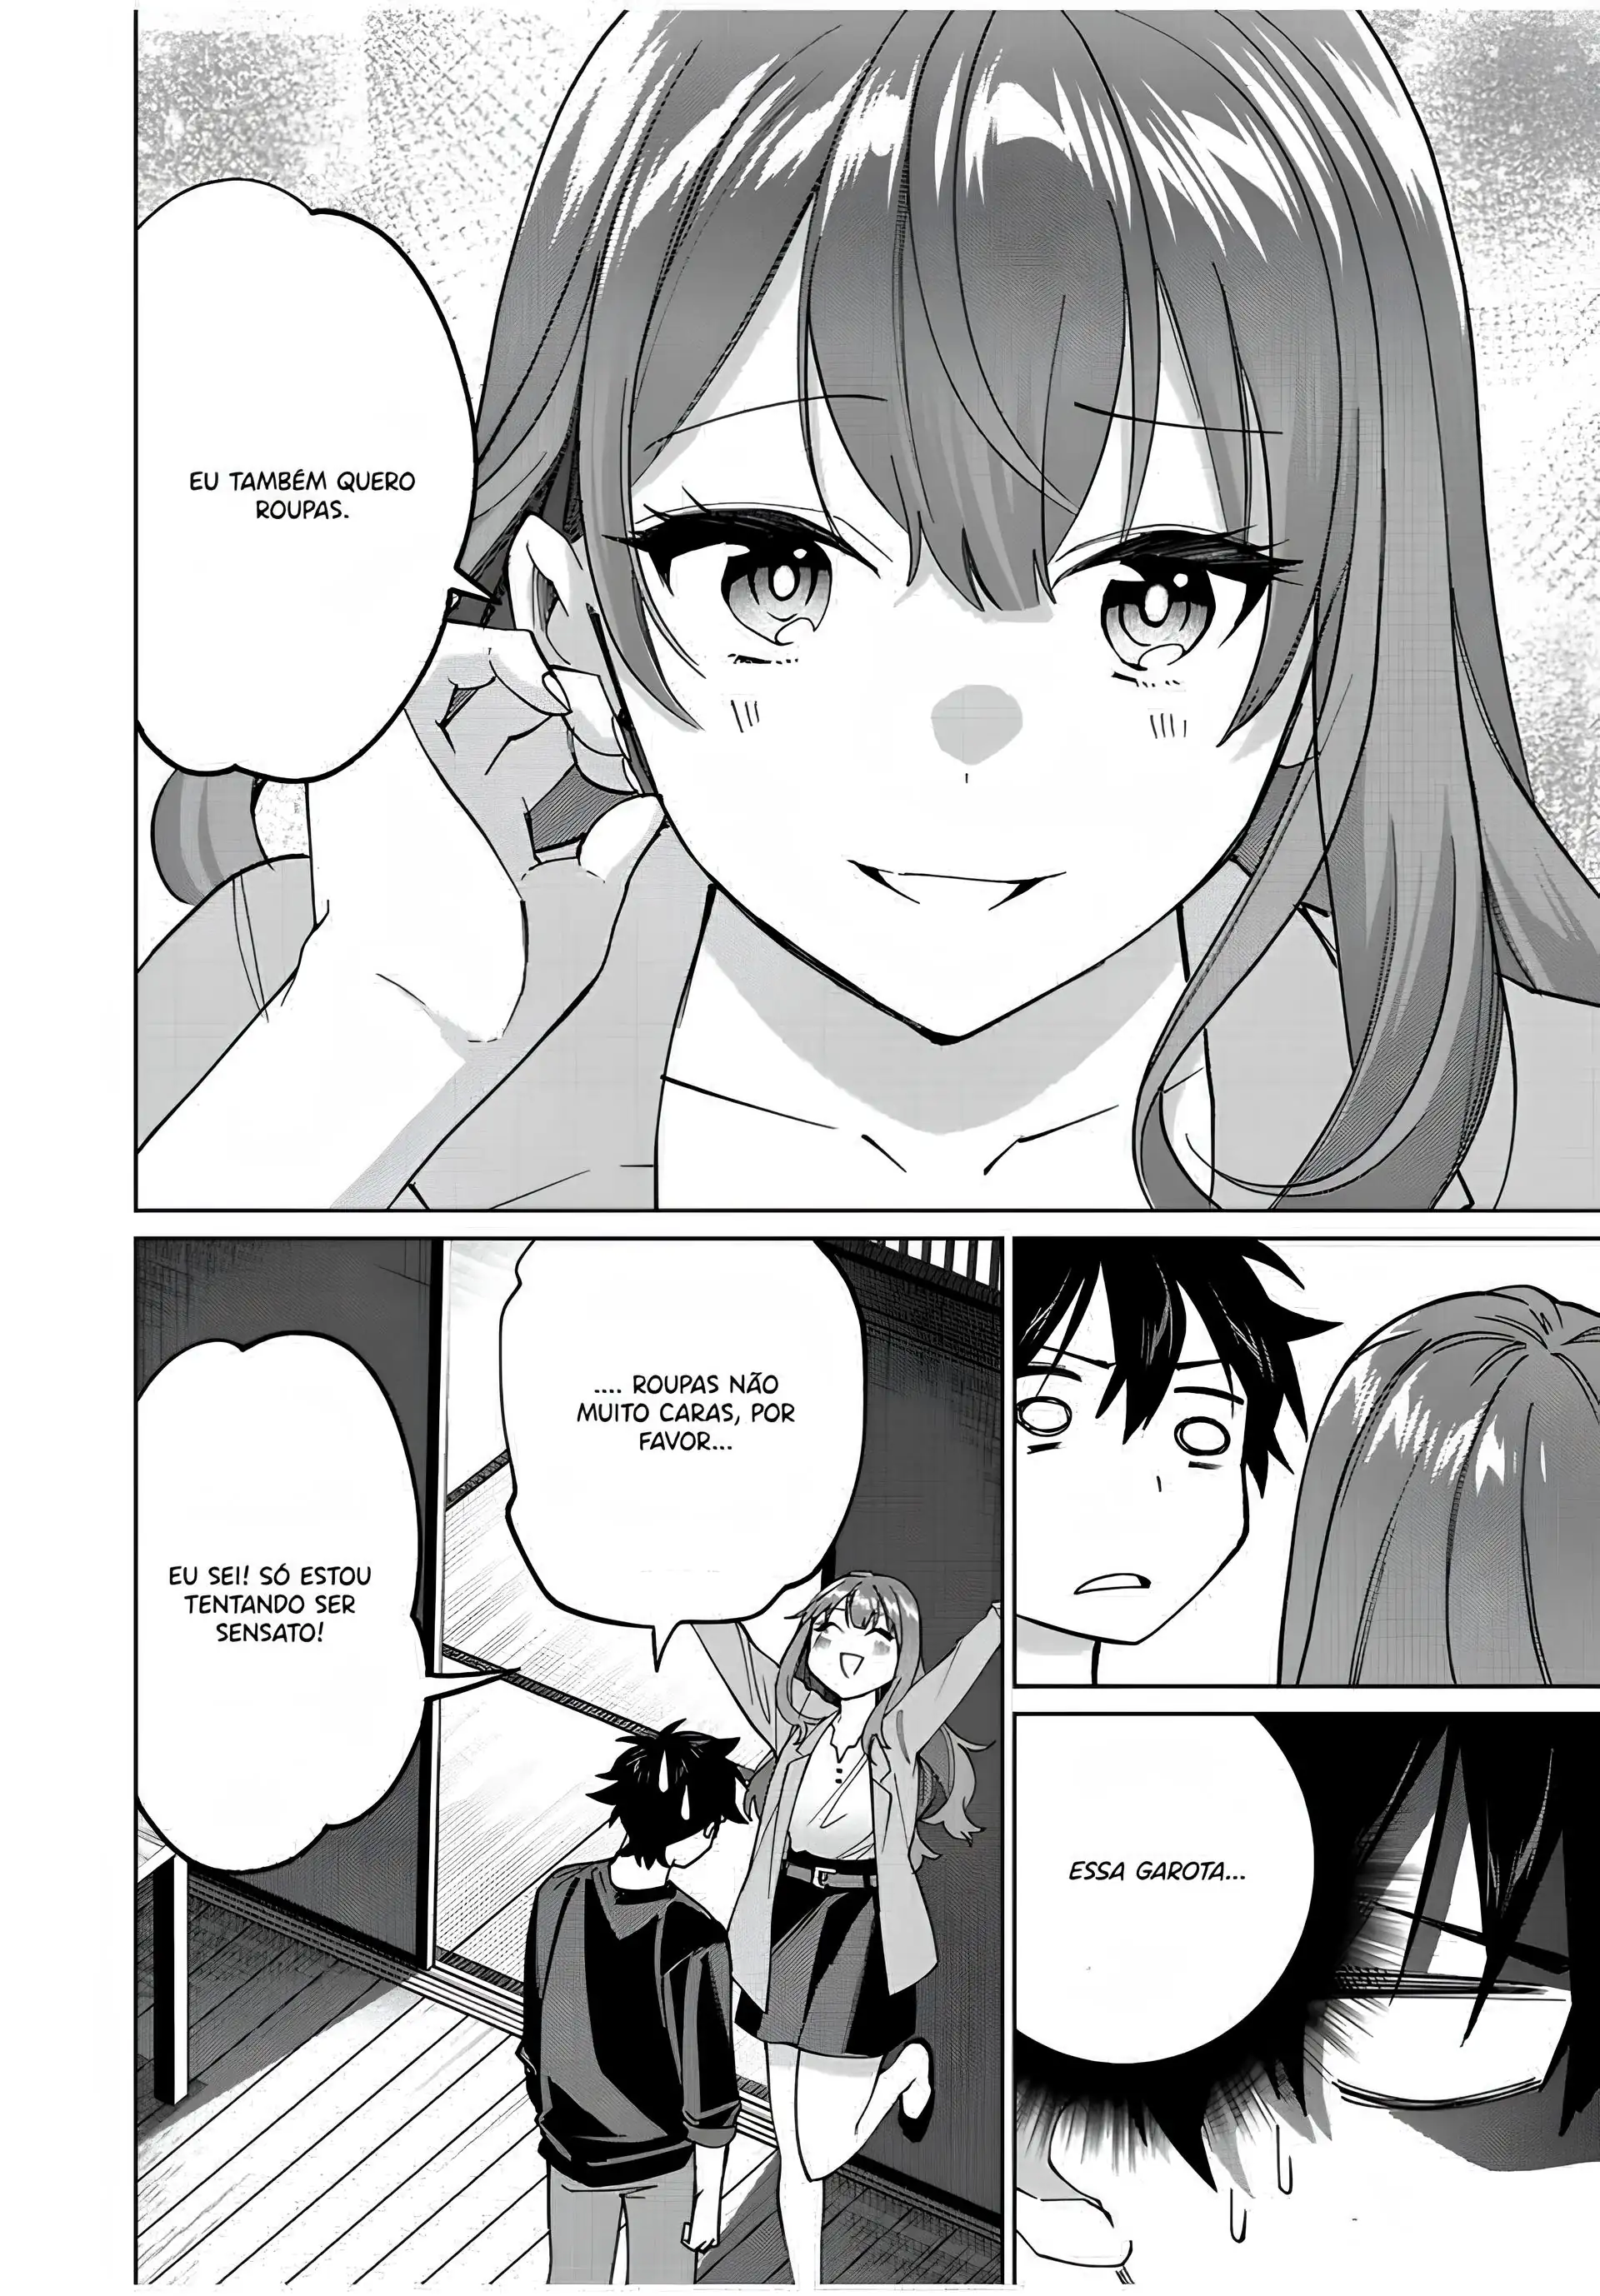 EU TAMBÉM QUERO
ROUPAS.
ESSA GAROTA...
.... ROUPAS NÃO
MUITO CARAS, POR
FAVOR...
EU SEI! SÓ ESTOU
TENTANDO SER
SENSATO!